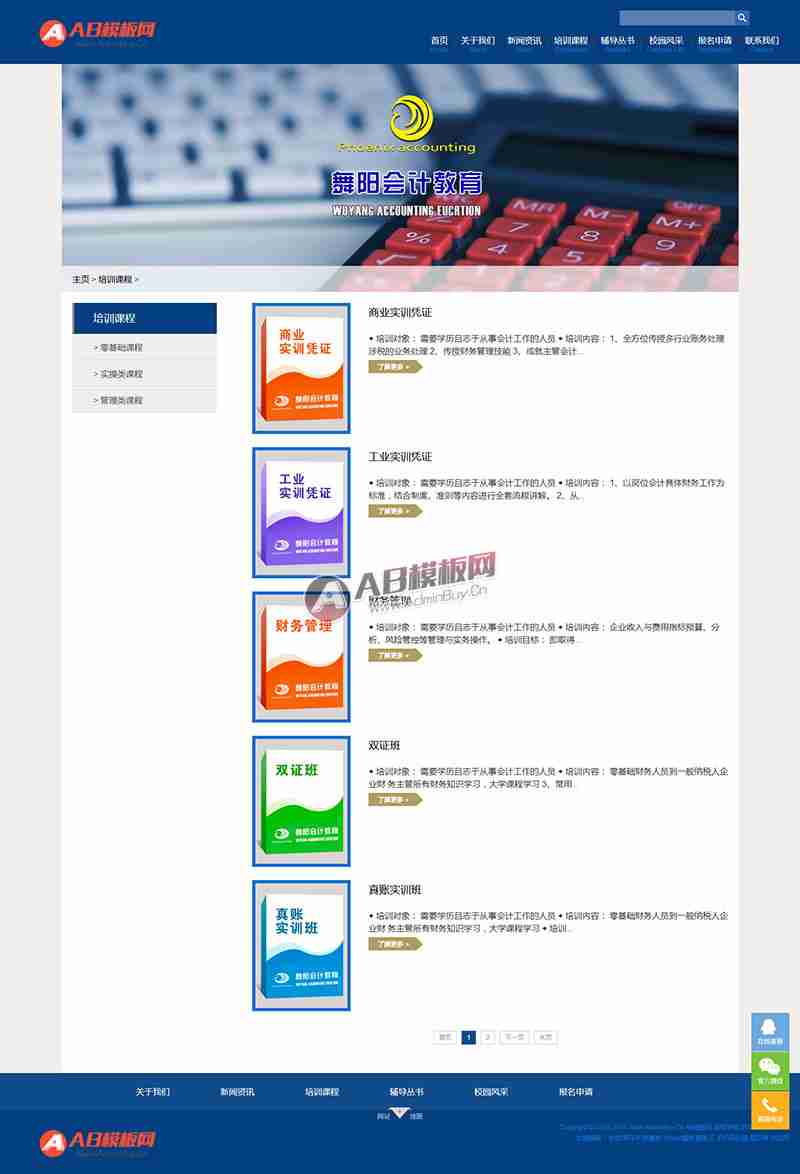 AB模板网
首页 关于我们 新闻资讯 培训课程 辅导丛书 校园风采 报名申请 联系我们
Phoenix accounting
舞阳会计教育
WUYANG ACCOUNTING EUCATION
主页 > 培训课程 >
培训课程
> 零基础课程
> 实操类课程
> 管理类课程
商业
实训凭证
舞阳会计教育
商业实训凭证
● 培训对象： 需要学历且志于从事会计工作的人员 ● 培训内容： 1、全方位传授多行业账务处理
涉税的业务处理 2、传授财务管理技能 3、成就主管会计...
了解更多 +
工业
实训凭证
舞阳会计教育
工业实训凭证
● 培训对象： 需要学历且志于从事会计工作的人员 ● 培训内容： 1、以岗位会计具体财务工作为
标准，结合制度、准则等内容进行全套流程讲解。 2、从...
了解更多 +
AB模板网
www.AdminBuy.Cn
财务管理
舞阳会计教育
财务管理
● 培训对象： 需要学历且志于从事会计工作的人员 ● 培训内容： 企业收入与费用指标预算、分
析、风险管控等管理与实务操作。 ● 培训目标： 即取得...
了解更多 +
双证班
舞阳会计教育
双证班
● 培训对象： 需要学历且志于从事会计工作的人员 ● 培训内容： 零基础财务人员到一般纳税人企
业财 务主管所有财务知识学习，大学课程学习 3、常用...
了解更多 +
真账
实训班
舞阳会计教育
真账实训班
● 培训对象： 需要学历且志于从事会计工作的人员 ● 培训内容： 零基础财务人员到一般纳税人企
业财 务主管所有财务知识学习，大学课程学习 ● 培训...
了解更多 +
首页 1 2 下一页 末页
在线客服
官方微信
关于我们 新闻资讯 培训课程 辅导丛书 校园风采 报名申请
网站 地图
AB模板网